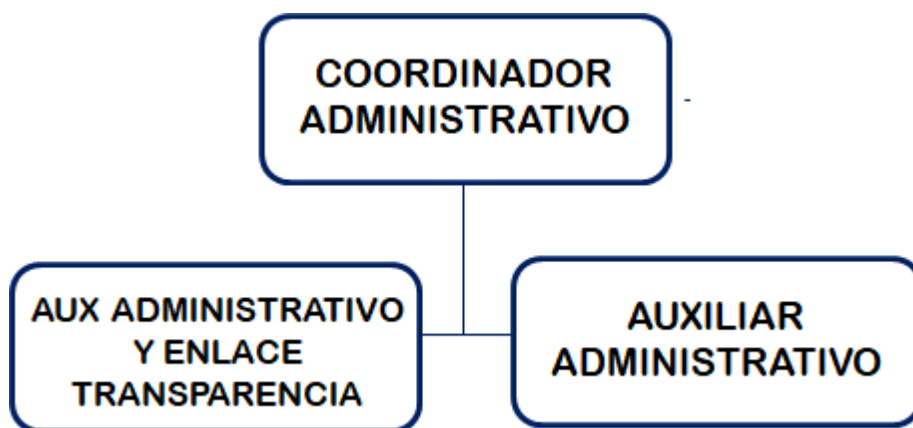 COORDINADOR
ADMINISTRATIVO
-
AUX ADMINISTRATIVO
Y ENLACE
TRANSPARENCIA
AUXILIAR
ADMINISTRATIVO